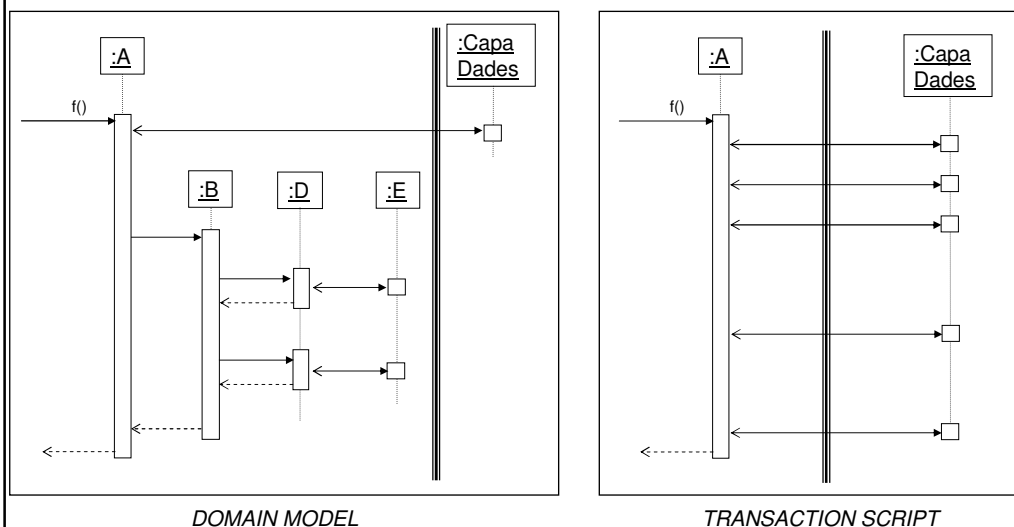 :A
:Capa
Dades
f()
:B
:D
:E
DOMAIN MODEL
:A
:Capa
Dades
f()
TRANSACTION SCRIPT